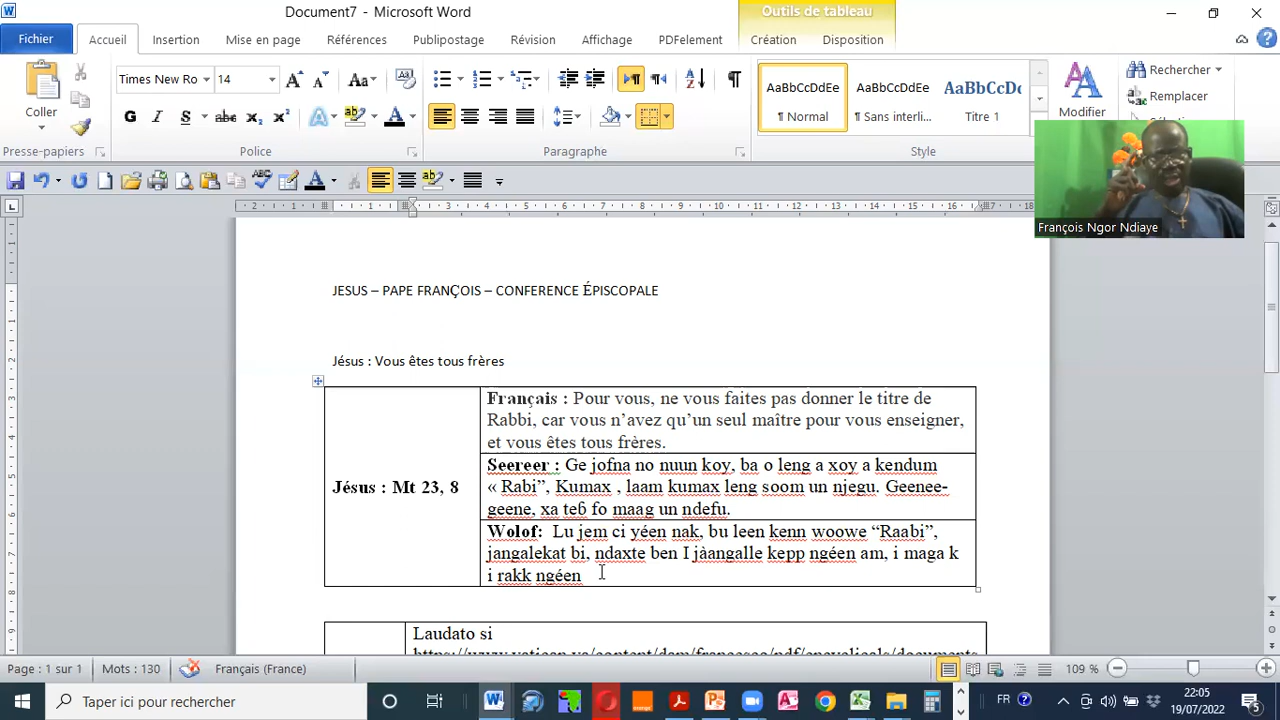 Document7 - Microsoft Word
Outils de tableau
Fichier
Accueil
Insertion
Mise en page
Références
Publipostage
Révision
Affichage
PDFelement
Création
Disposition
Times New Ro
14
Aa
Coller
G I S abc x₂ x²
AaBbCcDdEe
AaBbCcDdEe
AaBbCcDc
¶ Normal
¶ Sans interli...
Titre 1
Modifier
Rechercher
Remplacer
Presse-papiers
Police
Paragraphe
Style
François Ngor Ndiaye
JESUS – PAPE FRANÇOIS – CONFERENCE ÉPISCOPALE
Jésus : Vous êtes tous frères
Jésus : Mt 23, 8
Français : Pour vous, ne vous faites pas donner le titre de
Rabbi, car vous n’avez qu’un seul maître pour vous enseigner,
et vous êtes tous frères.
Seereer : Ge jofna no nuun koy, ba o leng a xoy a kendum
« Rabi”, Kumax , laam kumax leng soom un njegu. Geenee-
geene, xa teɓ fo maag un ndefu.
Wolof: Lu jem ci yéen nak, bu leen kenn woowe “Raabi”,
jangalekat bi, ndaxte ben I jàangalle kepp ngéen am, i maga k
i rakk ngéen
Laudato si
Page : 1 sur 1
Mots : 130
Français (France)
109 %
Taper ici pour rechercher
FR
22:05
19/07/2022
5